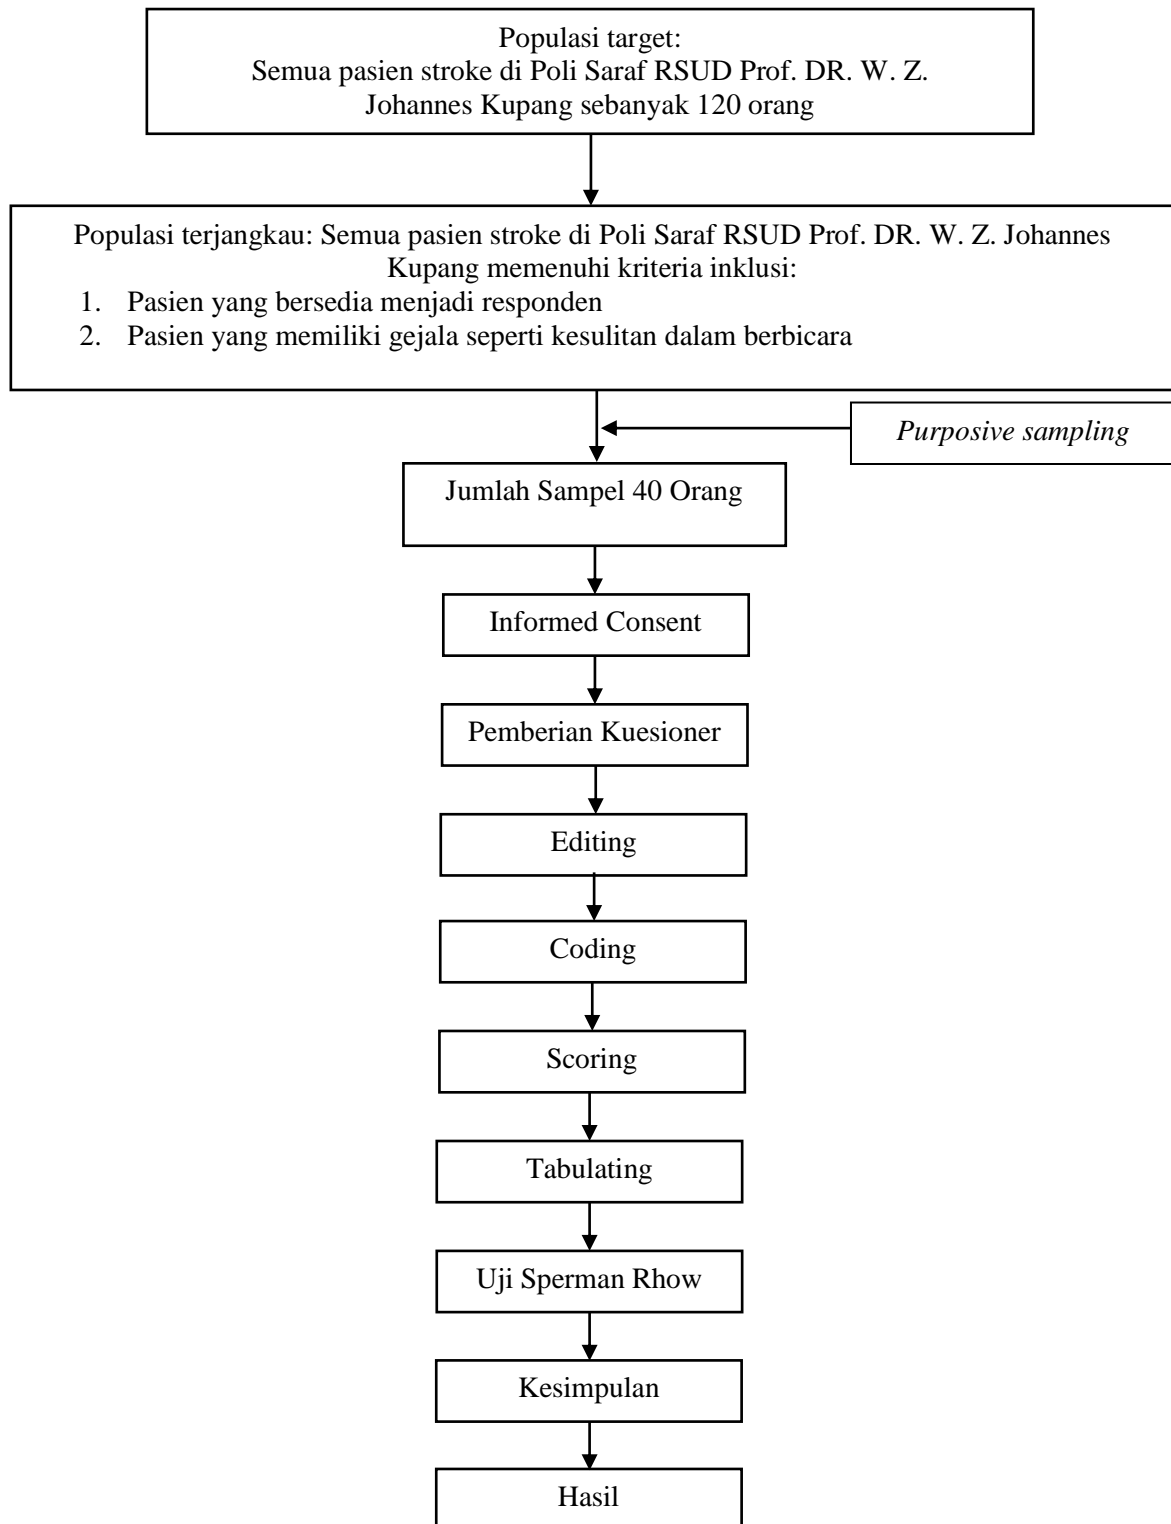 Populasi target:
Semua pasien stroke di Poli Saraf RSUD Prof. DR. W. Z.
Johannes Kupang sebanyak 120 orang
Populasi terjangkau: Semua pasien stroke di Poli Saraf RSUD Prof. DR. W. Z. Johannes
Kupang memenuhi kriteria inklusi:
1. Pasien yang bersedia menjadi responden
2. Pasien yang memiliki gejala seperti kesulitan dalam berbicara
Purposive sampling
Jumlah Sampel 40 Orang
Informed Consent
Pemberian Kuesioner
Editing
Coding
Scoring
Tabulating
Uji Sperman Rhow
Kesimpulan
Hasil